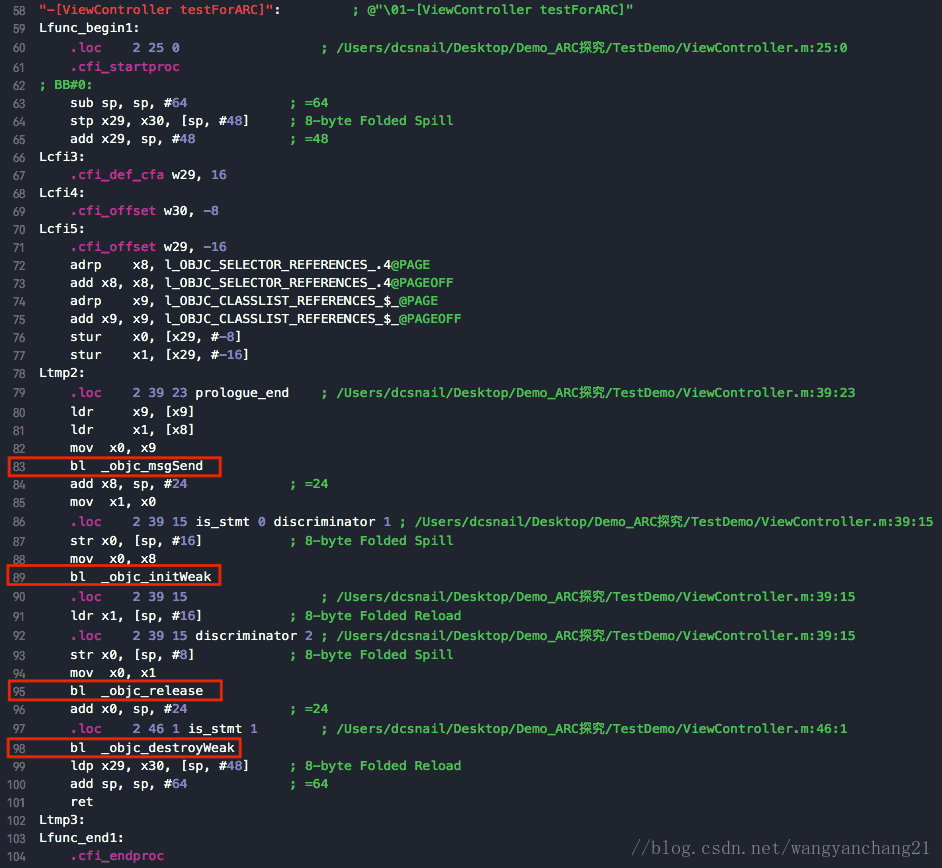 58 "-[ViewController testForARC]": ; @"\01-[ViewController testForARC]"
59 Lfunc_begin1:
60 .loc 2 25 0 ; /Users/dcsnail/Desktop/Demo_ARC探究/TestDemo/ViewController.m:25:0
61 .cfi_startproc
62 ; BB#0:
63 sub sp, sp, #64 ; =64
64 stp x29, x30, [sp, #48] ; 8-byte Folded Spill
65 add x29, sp, #48 ; =48
66 Lcfi3:
67 .cfi_def_cfa w29, 16
68 Lcfi4:
69 .cfi_offset w30, -8
70 Lcfi5:
71 .cfi_offset w29, -16
72 adrp x8, l_OBJC_SELECTOR_REFERENCES_.4@PAGE
73 add x8, x8, l_OBJC_SELECTOR_REFERENCES_.4@PAGEOFF
74 adrp x9, l_OBJC_CLASSLIST_REFERENCES_$_@PAGE
75 add x9, x9, l_OBJC_CLASSLIST_REFERENCES_$_@PAGEOFF
76 stur x0, [x29, #-8]
77 stur x1, [x29, #-16]
78 Ltmp2:
79 .loc 2 39 23 prologue_end ; /Users/dcsnail/Desktop/Demo_ARC探究/TestDemo/ViewController.m:39:23
80 ldr x9, [x9]
81 ldr x1, [x8]
82 mov x0, x9
83 bl _objc_msgSend
84 add x8, sp, #24 ; =24
85 mov x1, x0
86 .loc 2 39 15 is_stmt 0 discriminator 1 ; /Users/dcsnail/Desktop/Demo_ARC探究/TestDemo/ViewController.m:39:15
87 str x0, [sp, #16] ; 8-byte Folded Spill
88 mov x0, x8
89 bl _objc_initWeak
90 .loc 2 39 15 ; /Users/dcsnail/Desktop/Demo_ARC探究/TestDemo/ViewController.m:39:15
91 ldr x1, [sp, #16] ; 8-byte Folded Reload
92 .loc 2 39 15 discriminator 2 ; /Users/dcsnail/Desktop/Demo_ARC探究/TestDemo/ViewController.m:39:15
93 str x0, [sp, #8] ; 8-byte Folded Spill
94 mov x0, x1
95 bl _objc_release
96 add x0, sp, #24 ; =24
97 .loc 2 46 1 is_stmt 1 ; /Users/dcsnail/Desktop/Demo_ARC探究/TestDemo/ViewController.m:46:1
98 bl _objc_destroyWeak
99 ldp x29, x30, [sp, #48] ; 8-byte Folded Reload
100 add sp, sp, #64 ; =64
101 ret
102 Ltmp3:
103 Lfunc_end1:
104 .cfi_endproc
//blog.csdn.net/wangyanchang21